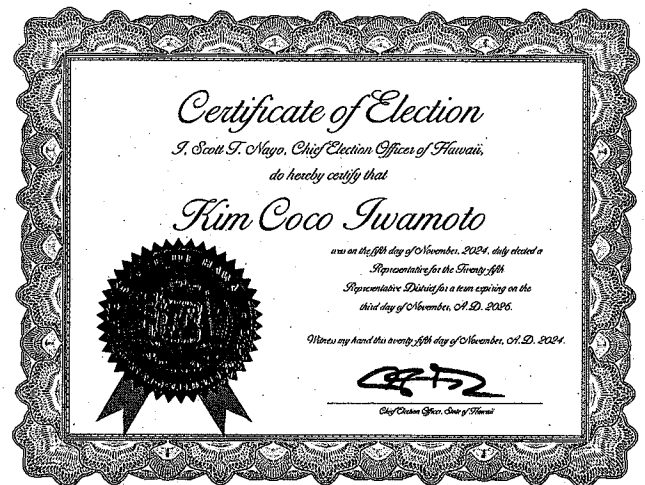 Certificate of Election
I, Scott T. Nago, Chief Election Officer of Hawaii,
do hereby certify that
Kim Coco Iwamoto
was on the fifth day of November, 2024, duly elected a
Representative for the Twenty-fifth
Representative District for a term expiring on the
third day of November, A.D. 2026.
Witness my hand this twenty-fifth day of November, A.D. 2024.
Chief Election Officer, State of Hawaii